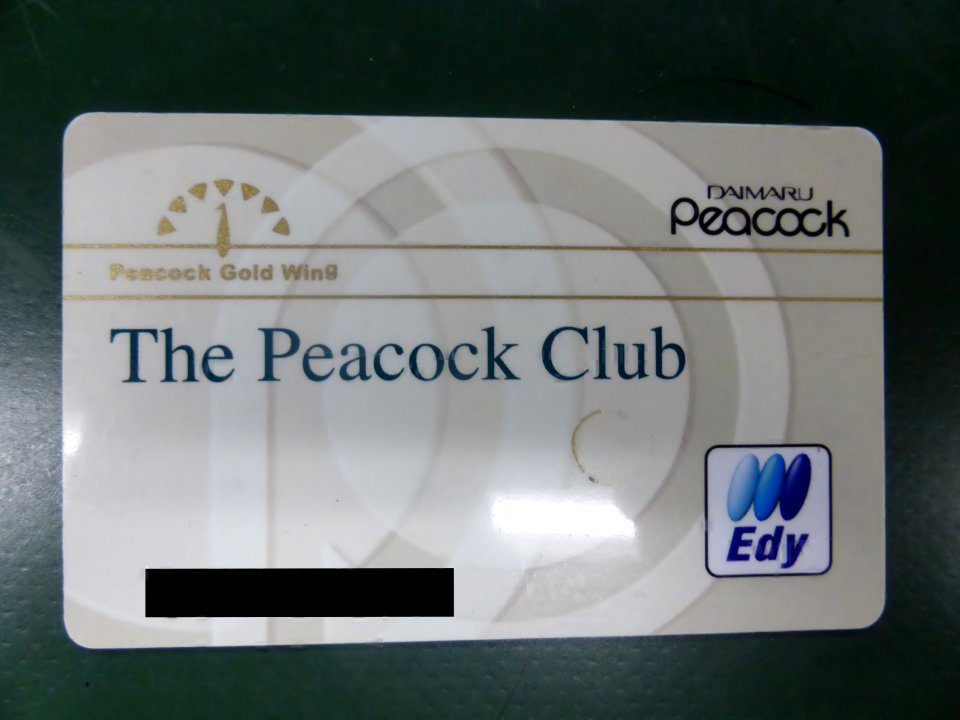 DAIMARU
Peacock
Peacock Gold Wing
The Peacock Club
Edy